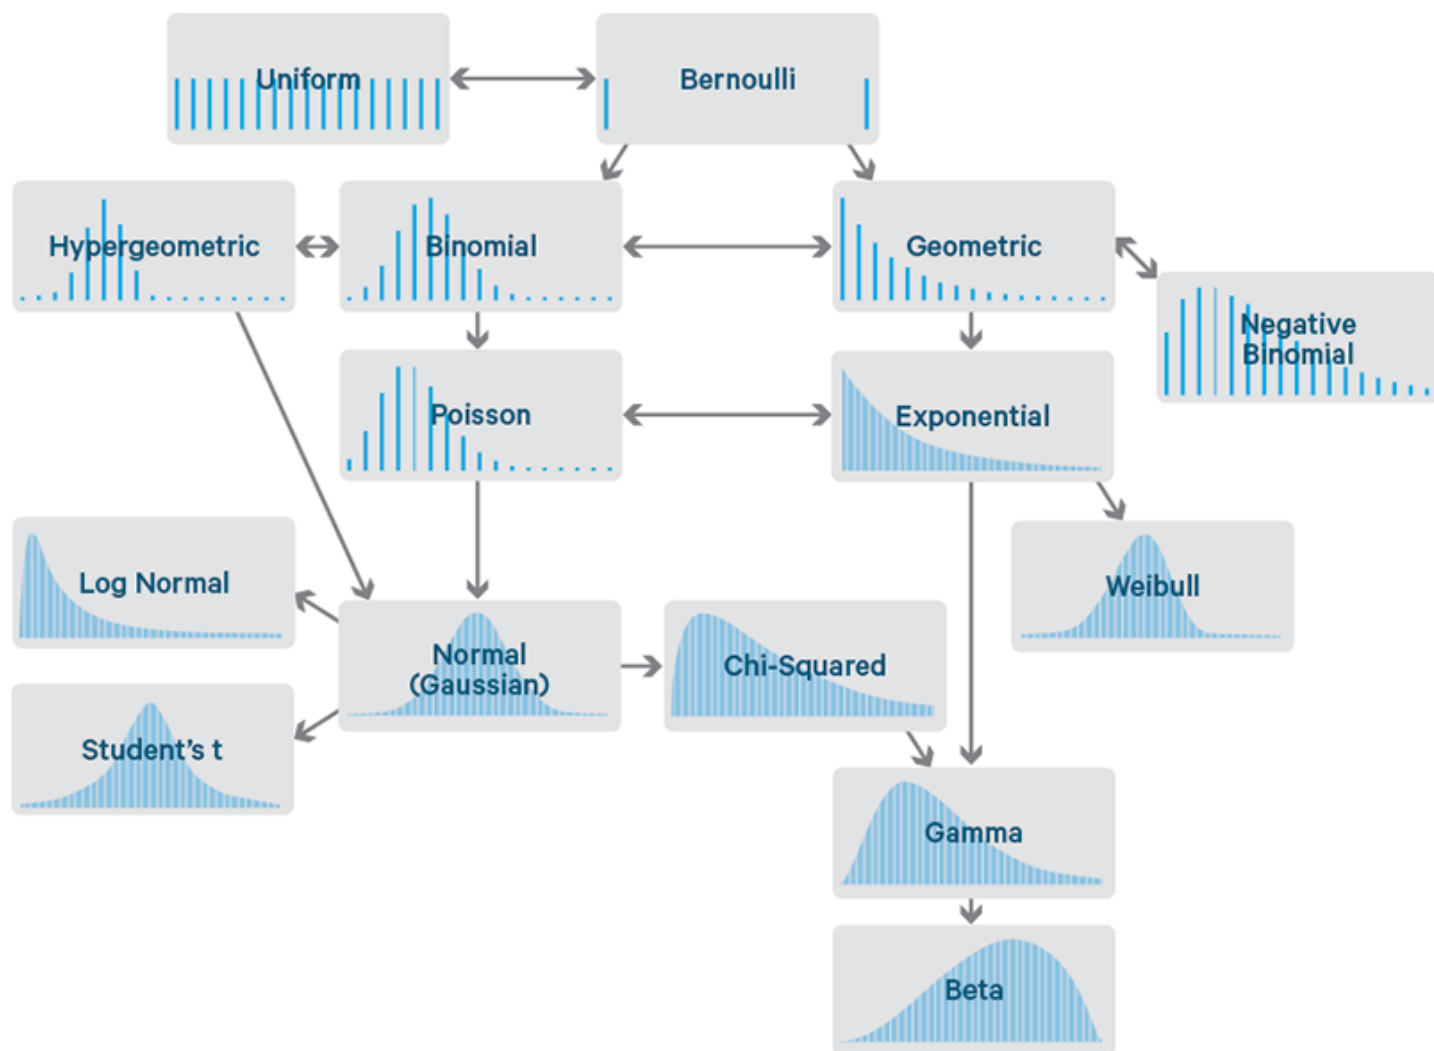 Uniform
Bernoulli
Hypergeometric
Binomial
Geometric
Negative
Binomial
Poisson
Exponential
Log Normal
Weibull
Normal
(Gaussian)
Chi-Squared
Student’s t
Gamma
Beta